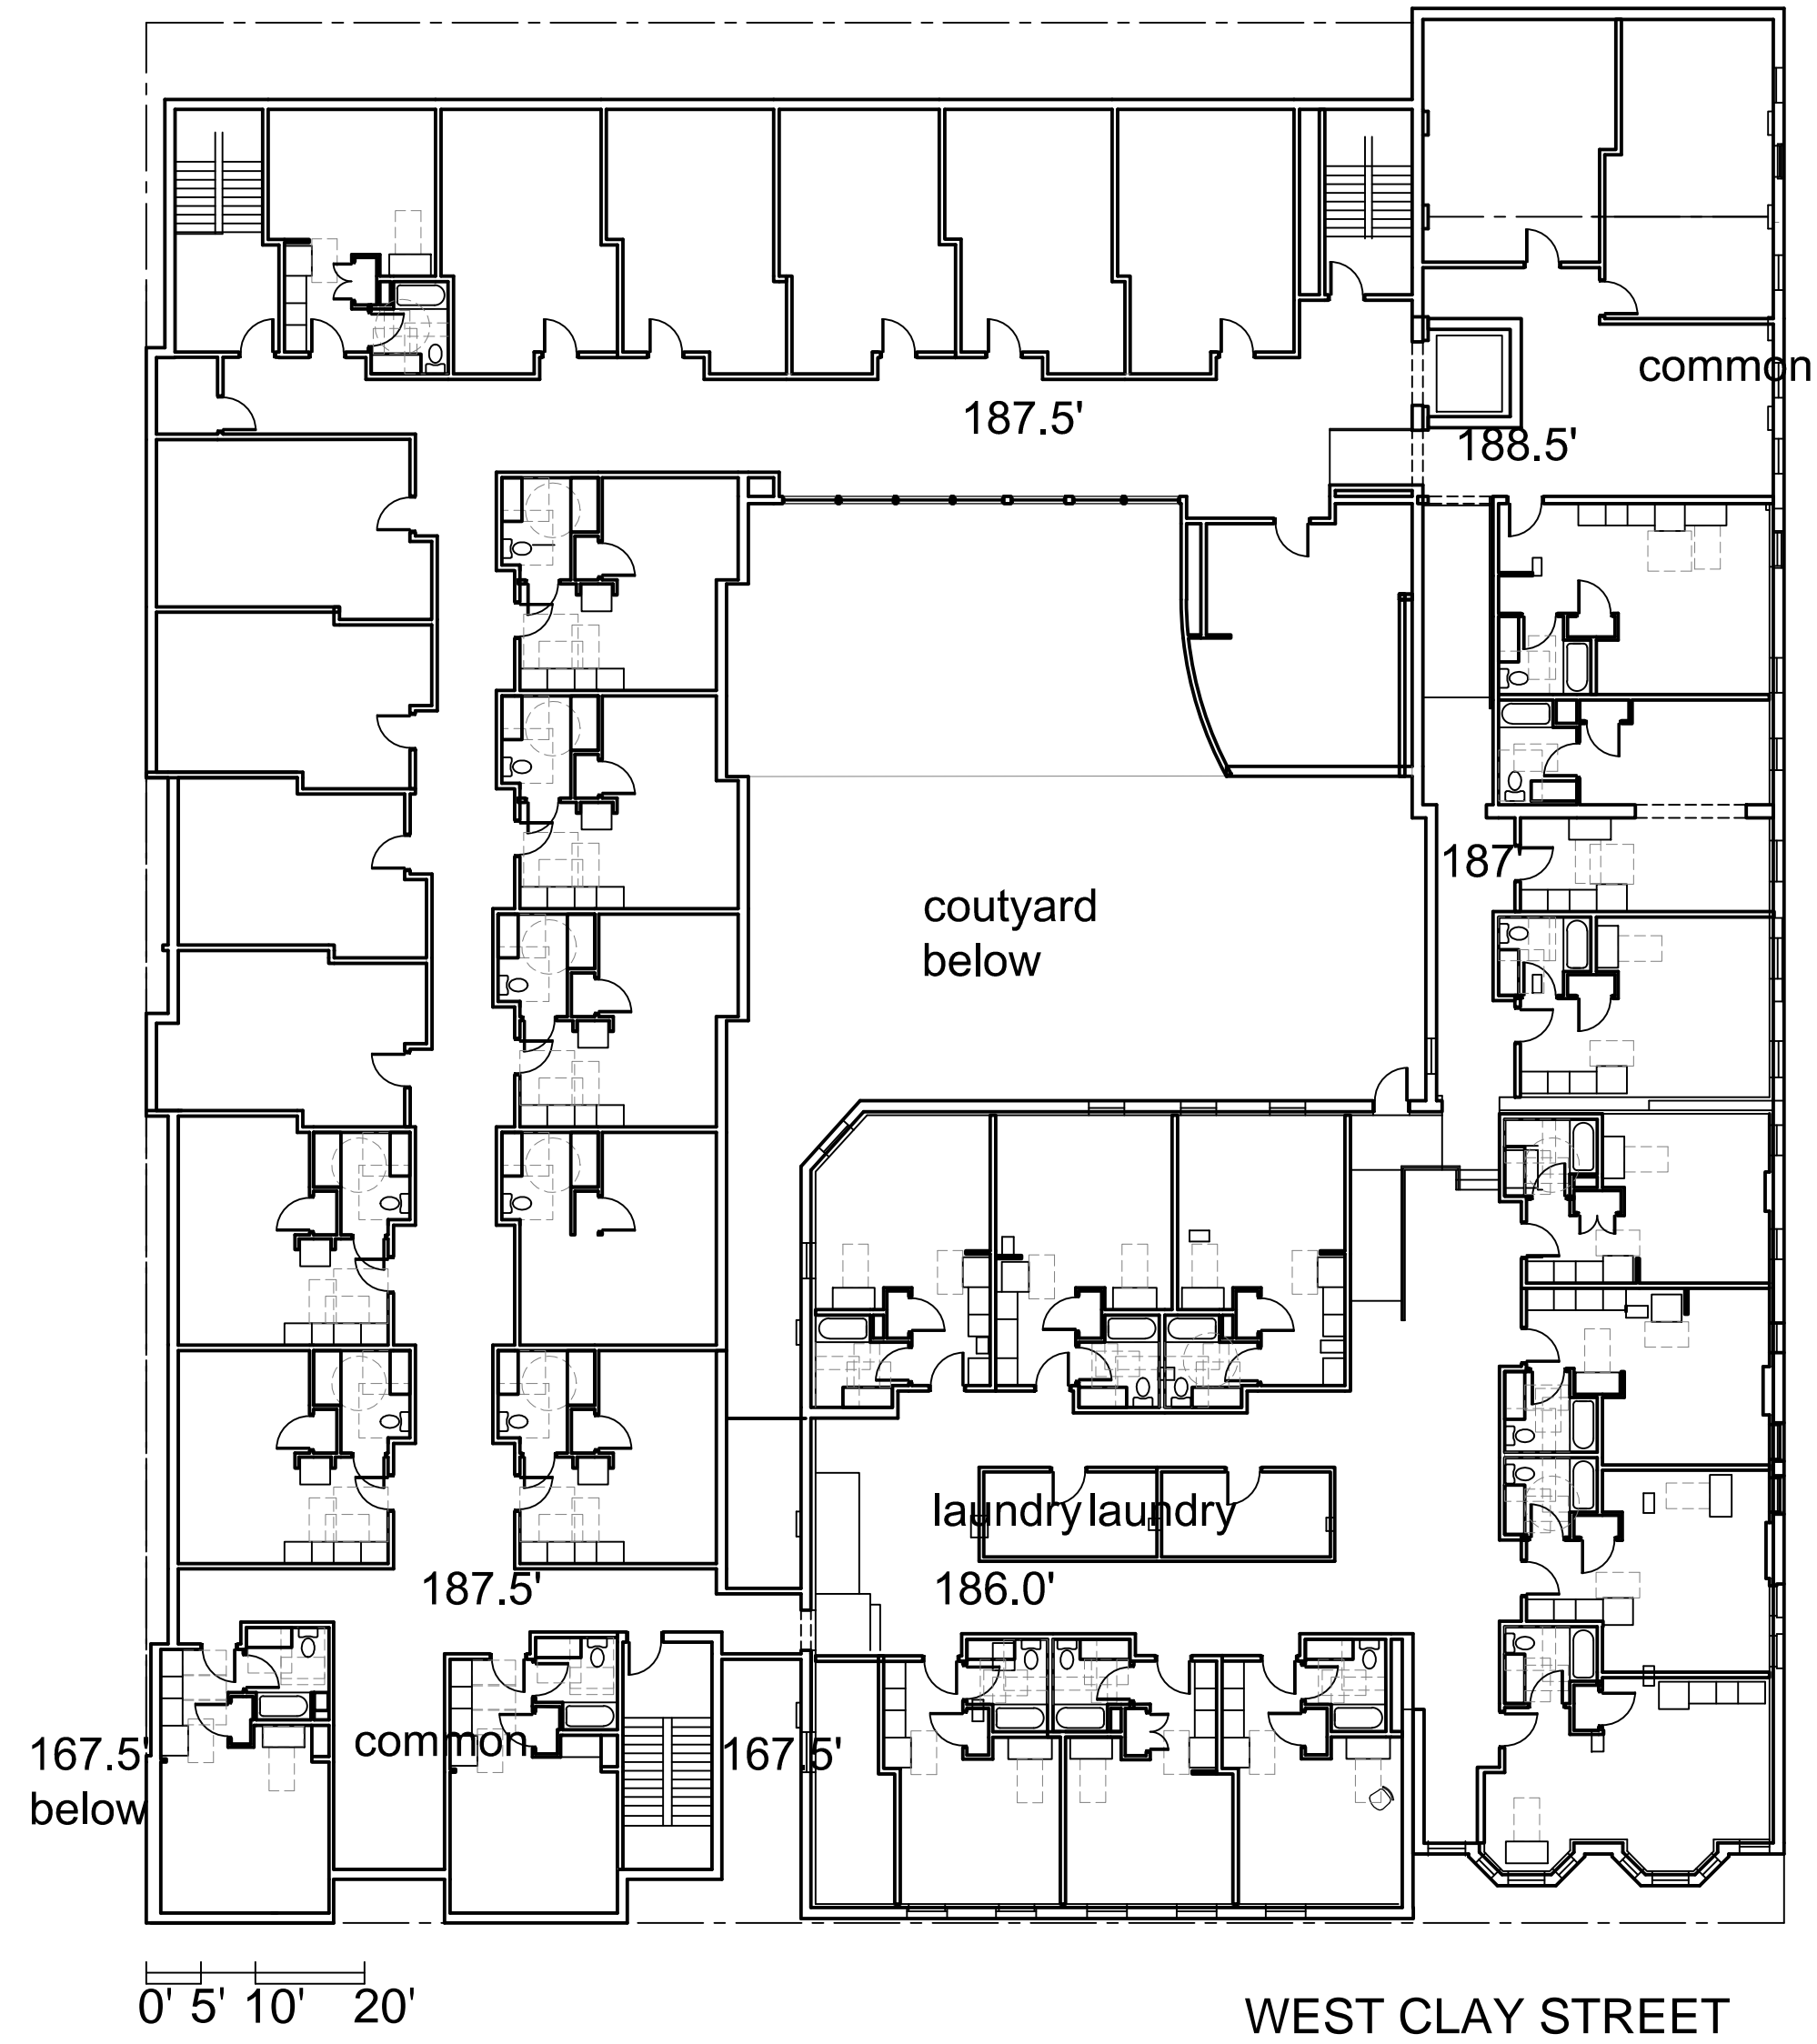 common
187.5'
188.5'
187
coutyard
below
laundry laundry
187.5'
186.0'
common
167.5'
below
167.5'
0' 5' 10' 20'
WEST CLAY STREET